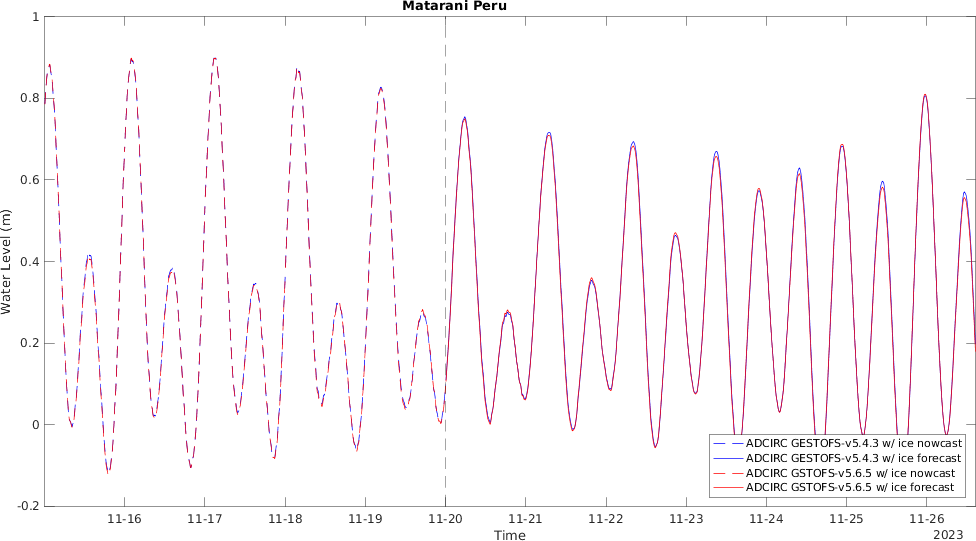 Matarani Peru
1
0.8
0.6
0.4
0.2
0
-0.2
Water Level (m)
ADCIRC GESTOFS-v5.4.3 w/ ice nowcast
ADCIRC GESTOFS-v5.4.3 w/ ice forecast
ADCIRC GSTOFS-v5.6.5 w/ ice nowcast
ADCIRC GSTOFS-v5.6.5 w/ ice forecast
11-16 11-17 11-18 11-19 11-20 11-21 11-22 11-23 11-24 11-25 11-26
Time 2023